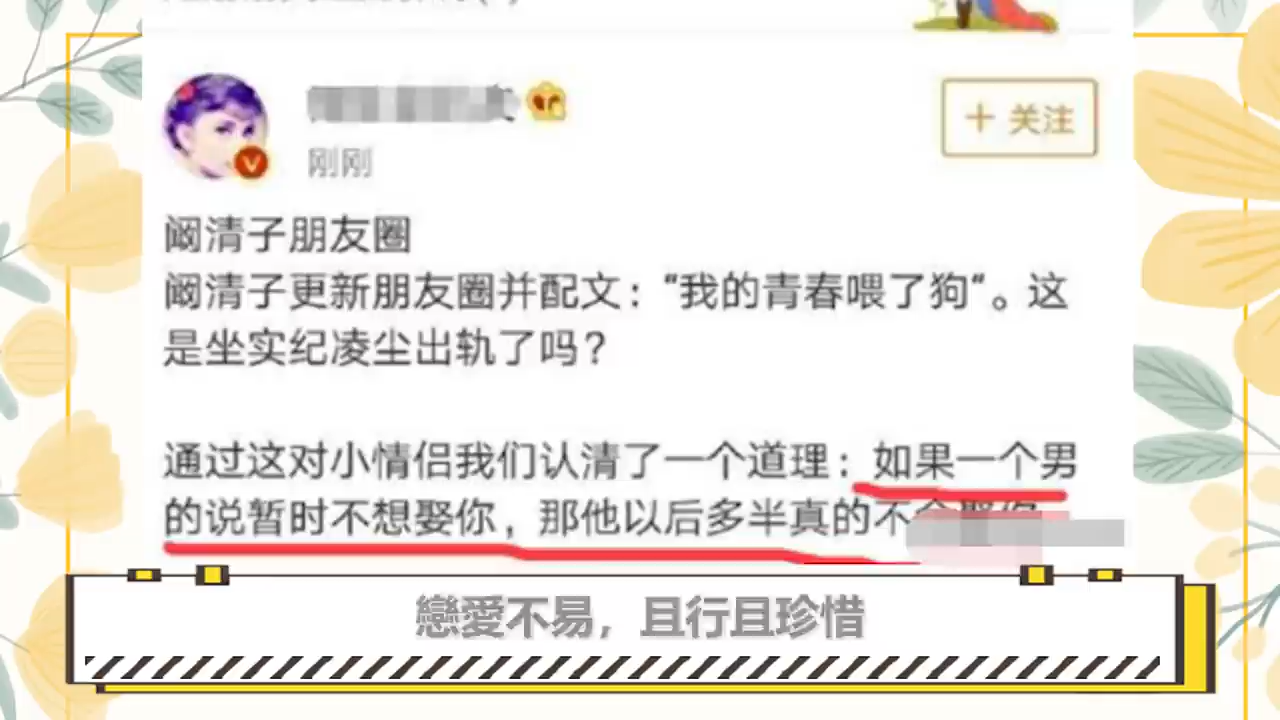 + 关注
刚刚
阚清子朋友圈
阚清子更新朋友圈并配文：“我的青春喂了狗“。这
是坐实纪凌尘出轨了吗？
通过这对小情侣我们认清了一个道理：如果一个男
的说暂时不想娶你，那他以后多半真的不会娶你
戀愛不易，且行且珍惜